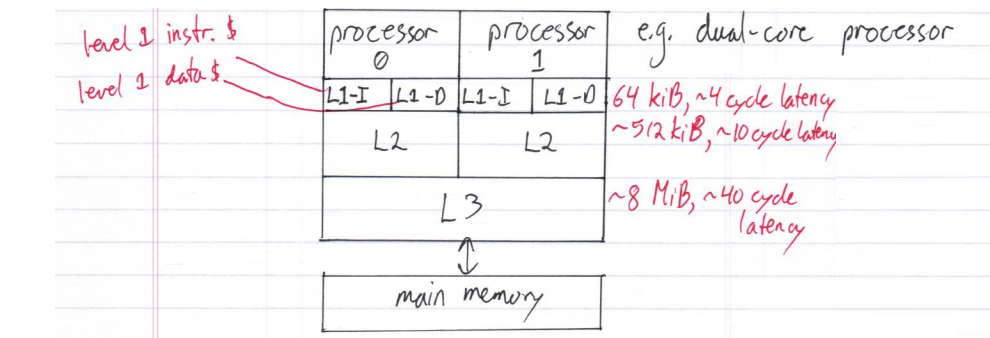 level 1 instr. $
level 1 data $
processor 0
processor 1
e.g. dual-core processor
L1-I
L1-D
L1-I
L1-D
64 kiB, ~4 cycle latency
L2
L2
~512 kiB, ~10 cycle latency
L3
~8 MiB, ~40 cycle
latency
main memory